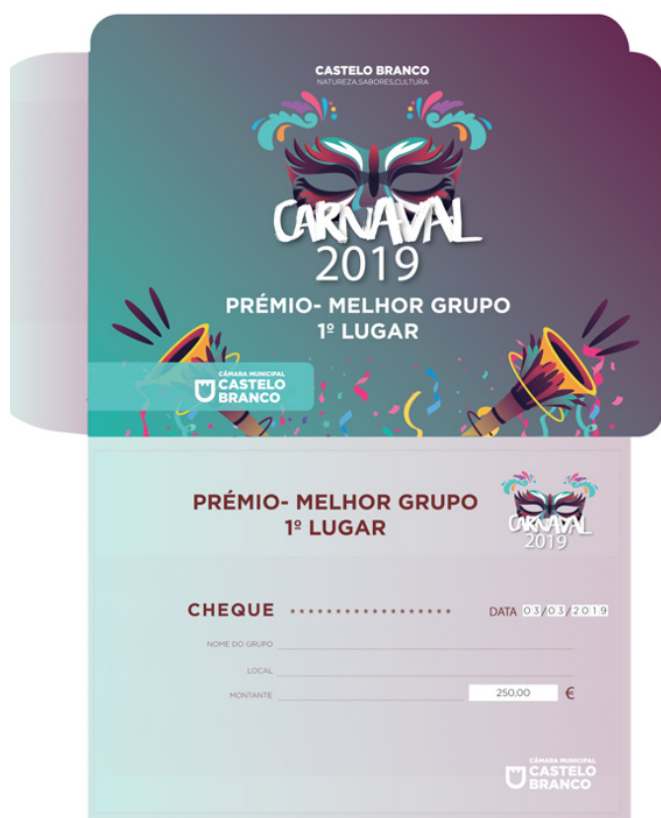 CASTELO BRANCO
NATUREZA,SABORES,CULTURA
CARNAVAL
2019
PRÉMIO- MELHOR GRUPO
1º LUGAR
CÂMARA MUNICIPAL
CASTELO
BRANCO
PRÉMIO- MELHOR GRUPO
1º LUGAR
CARNAVAL
2019
CHEQUE ****************** DATA 03/03/2019
NOME DO GRUPO
LOCAL
MONTANTE 250,00 €
CÂMARA MUNICIPAL
CASTELO
BRANCO